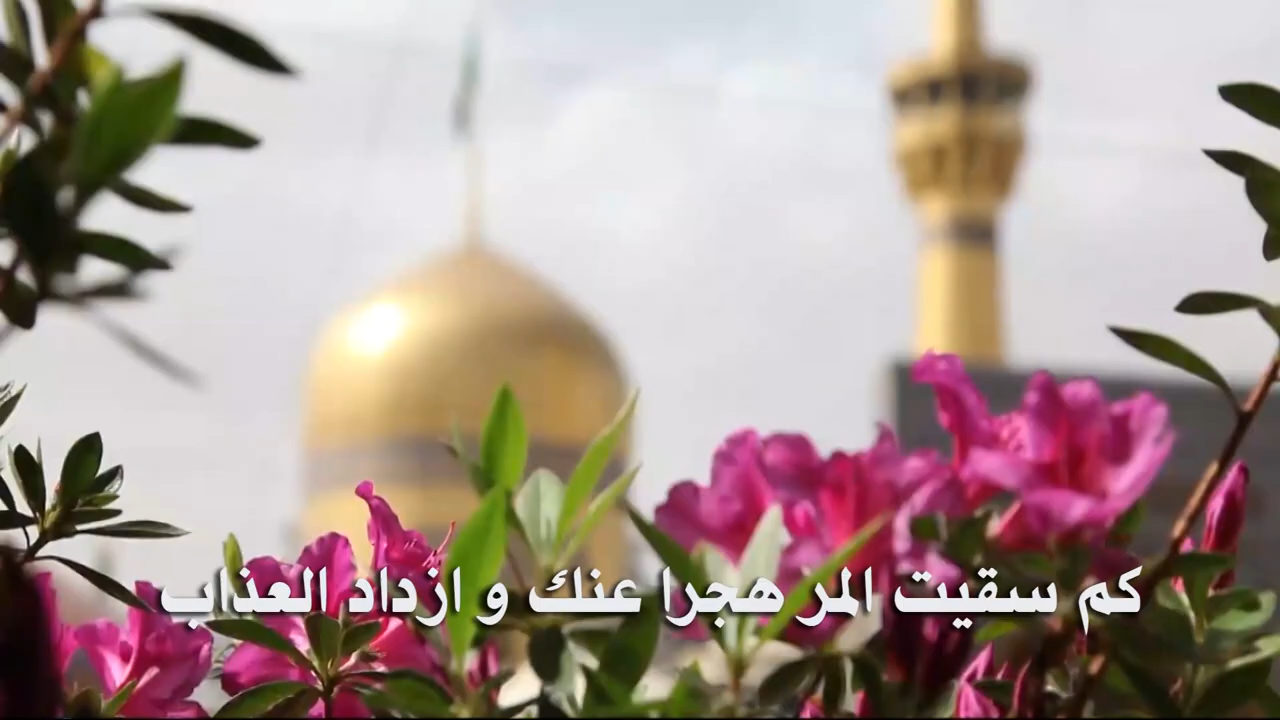 كم سقيت المر هجرا عنك و ازداد العذاب